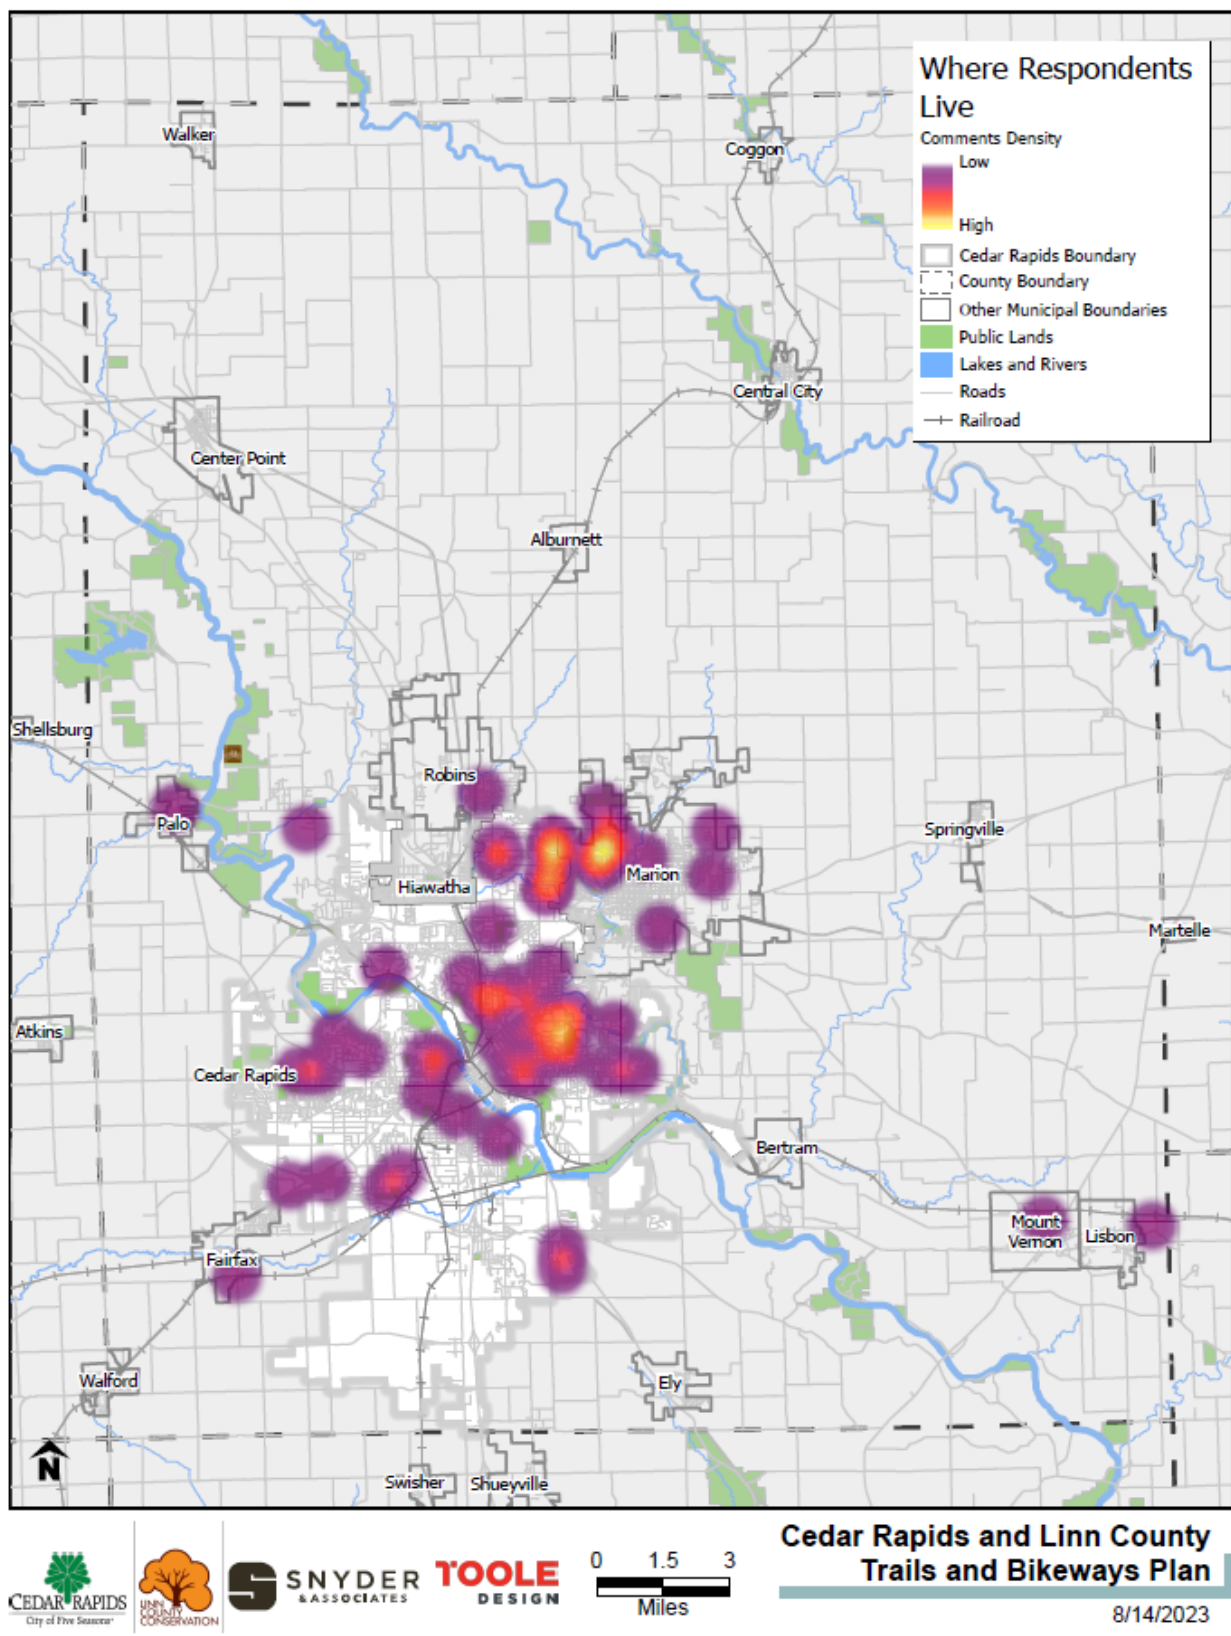 Where Respondents
Live
Comments Density
Low
High
Cedar Rapids Boundary
County Boundary
Other Municipal Boundaries
Public Lands
Lakes and Rivers
Roads
Railroad
Walker
Coggon
Central City
Center Point
Alburnett
Shellsburg
Robins
Palo
Springville
Marion
Hiawatha
Martelle
Atkins
Cedar Rapids
Bertram
Mount
Vernon
Lisbon
Fairfax
Walford
Ely
N
Swisher
Shueyville
CEDAR RAPIDS
City of Five Seasons
LINN
COUNTY
CONSERVATION
SNYDER
& ASSOCIATES
TOOLE
DESIGN
0 1.5 3
Miles
Cedar Rapids and Linn County
Trails and Bikeways Plan
8/14/2023